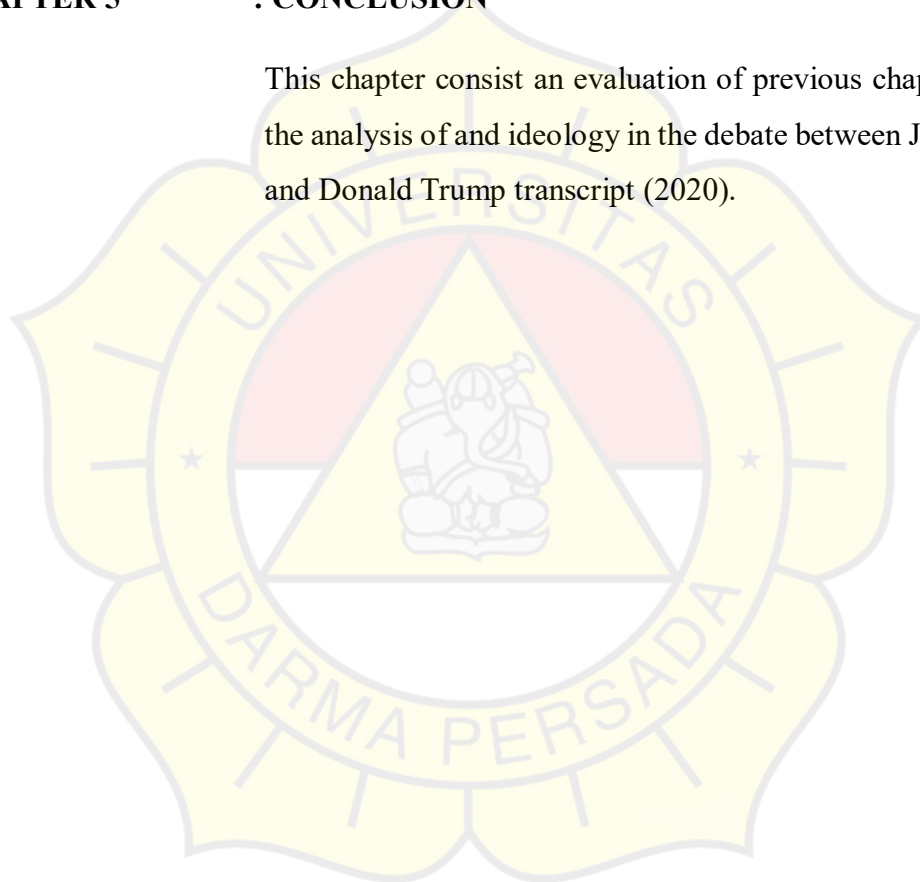 : CONCLUSION
This chapter consist an evaluation of previous
the analysis of and ideology in the debate between
and Donald Trump transcript (2020).
UNIVERSITAS
DARMA PERSADA